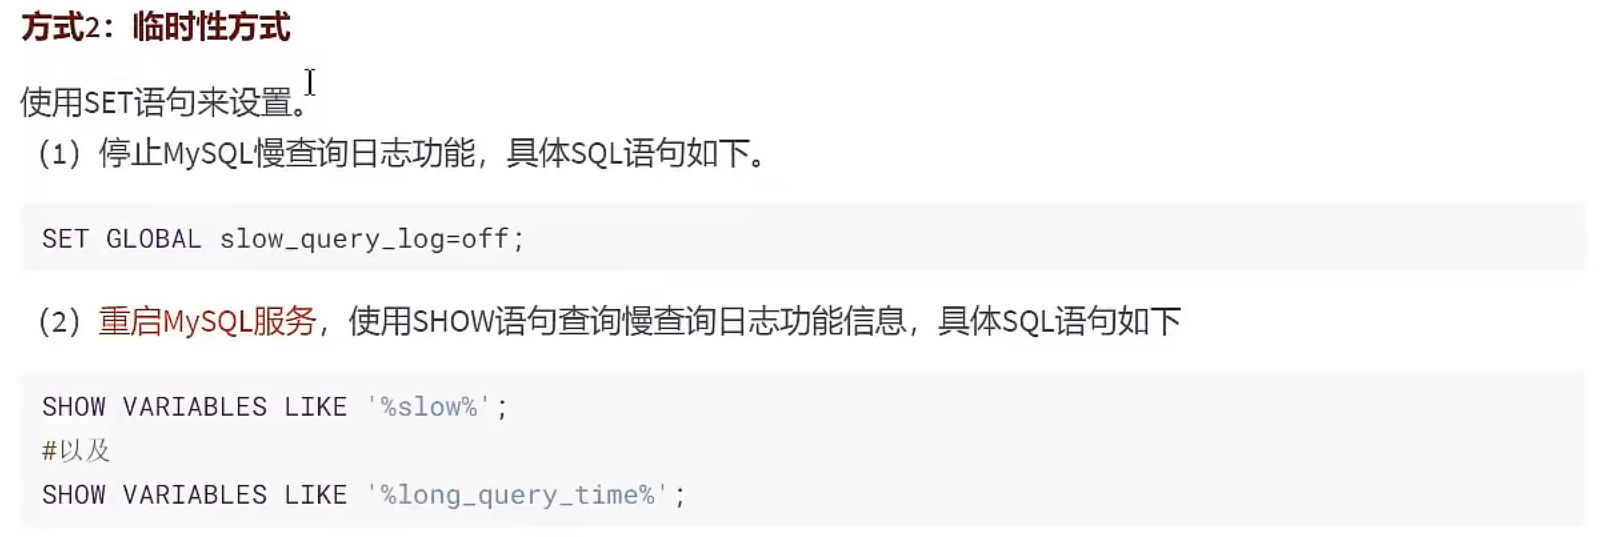 方式2：临时性方式
使用SET语句来设置。
（1）停止MySQL慢查询日志功能，具体SQL语句如下。
SET GLOBAL slow_query_log=off;
（2）重启MySQL服务，使用SHOW语句查询慢查询日志功能信息，具体SQL语句如下
SHOW VARIABLES LIKE '%slow%';
#以及
SHOW VARIABLES LIKE '%long_query_time%';